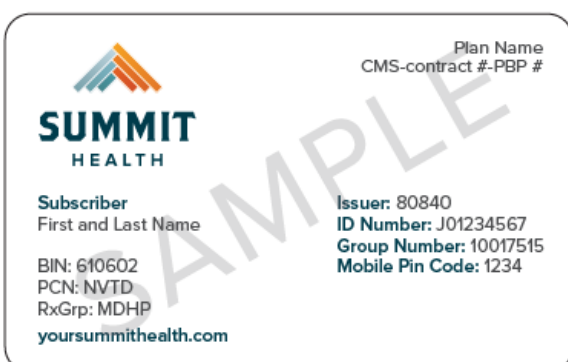 Plan Name
CMS-contract #-PBP #
SUMMIT
HEALTH
SAMPLE
Subscriber
First and Last Name
Issuer: 80840
ID Number: J01234567
Group Number: 10017515
Mobile Pin Code: 1234
BIN: 610602
PCN: NVTD
RxGrp: MDHP
yoursummithealth.com